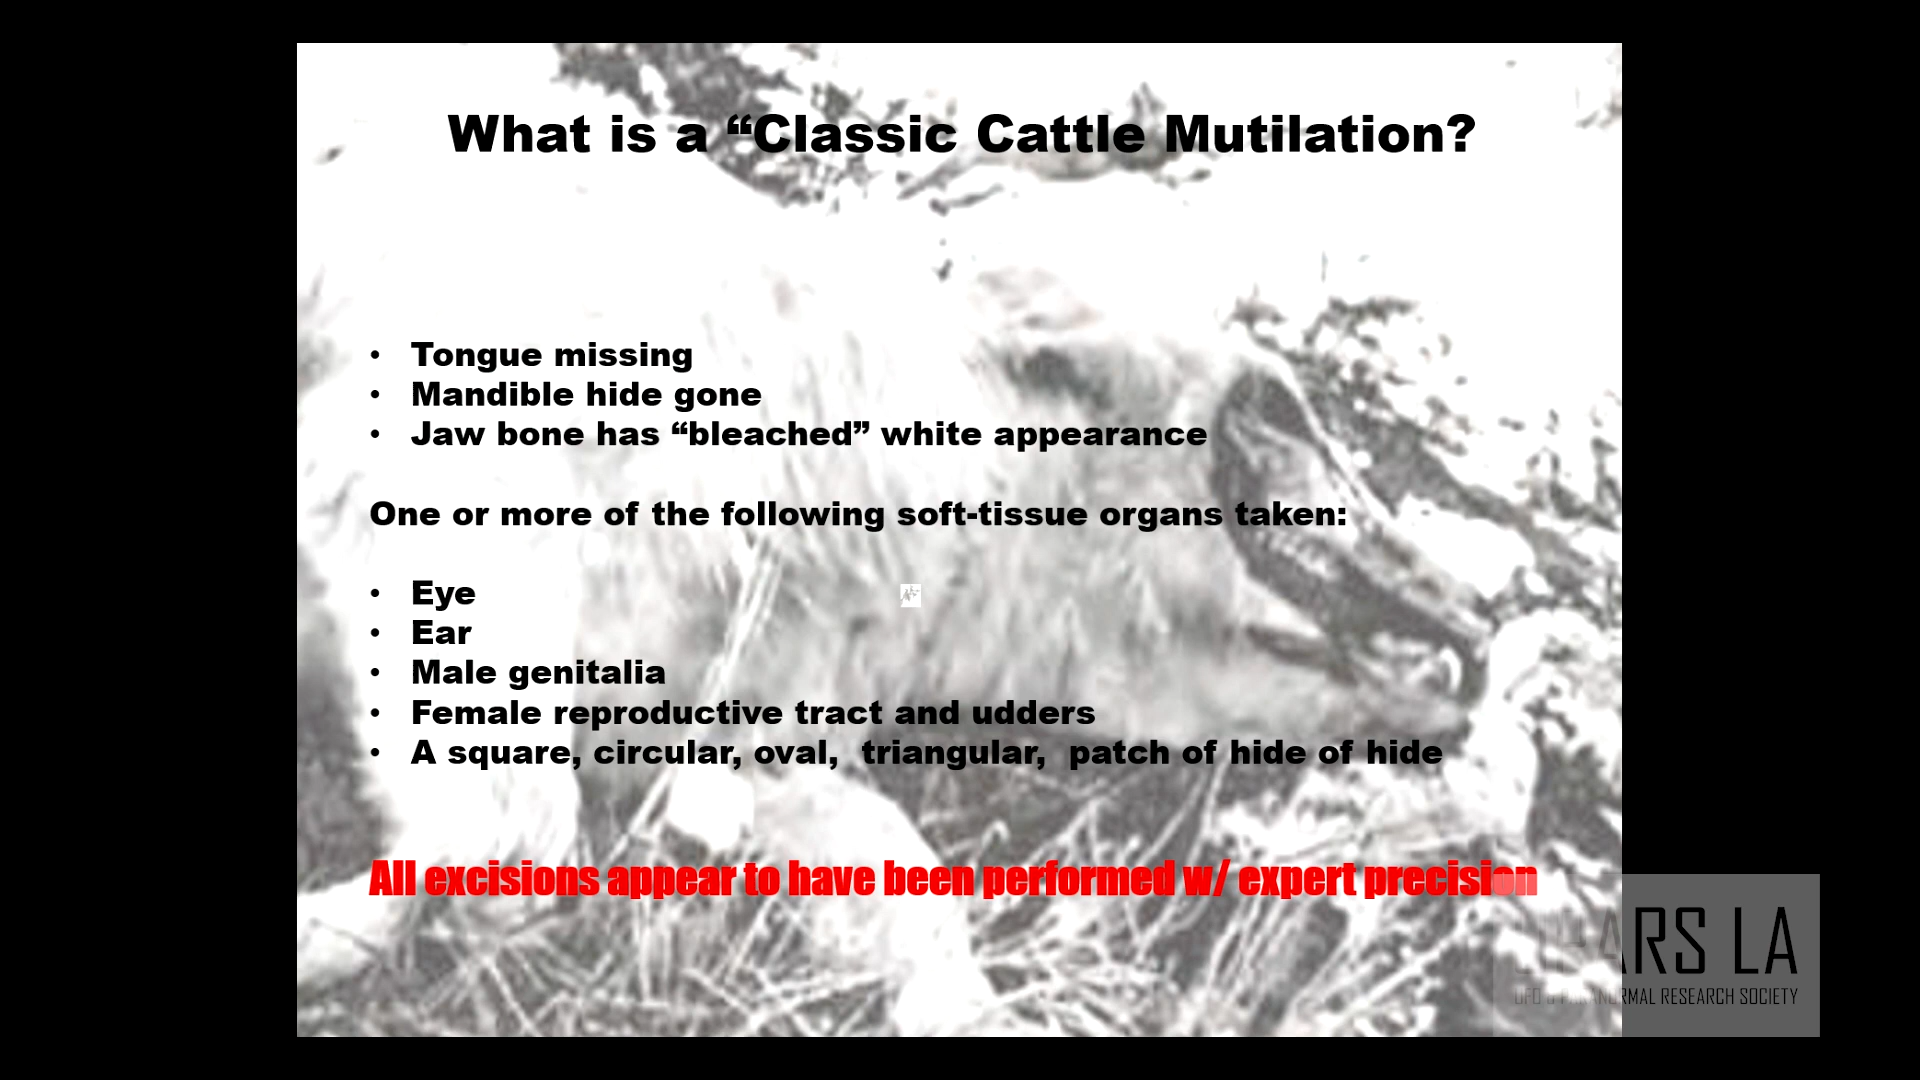 What is a “Classic Cattle Mutilation?
• Tongue missing
• Mandible hide gone
• Jaw bone has “bleached” white appearance
One or more of the following soft-tissue organs taken:
• Eye
• Ear
• Male genitalia
• Female reproductive tract and udders
• A square, circular, oval, triangular, patch of hide of hide
All excisions appear to have been performed w/ expert precision
LA
UFO & PARANORMAL RESEARCH SOCIETY